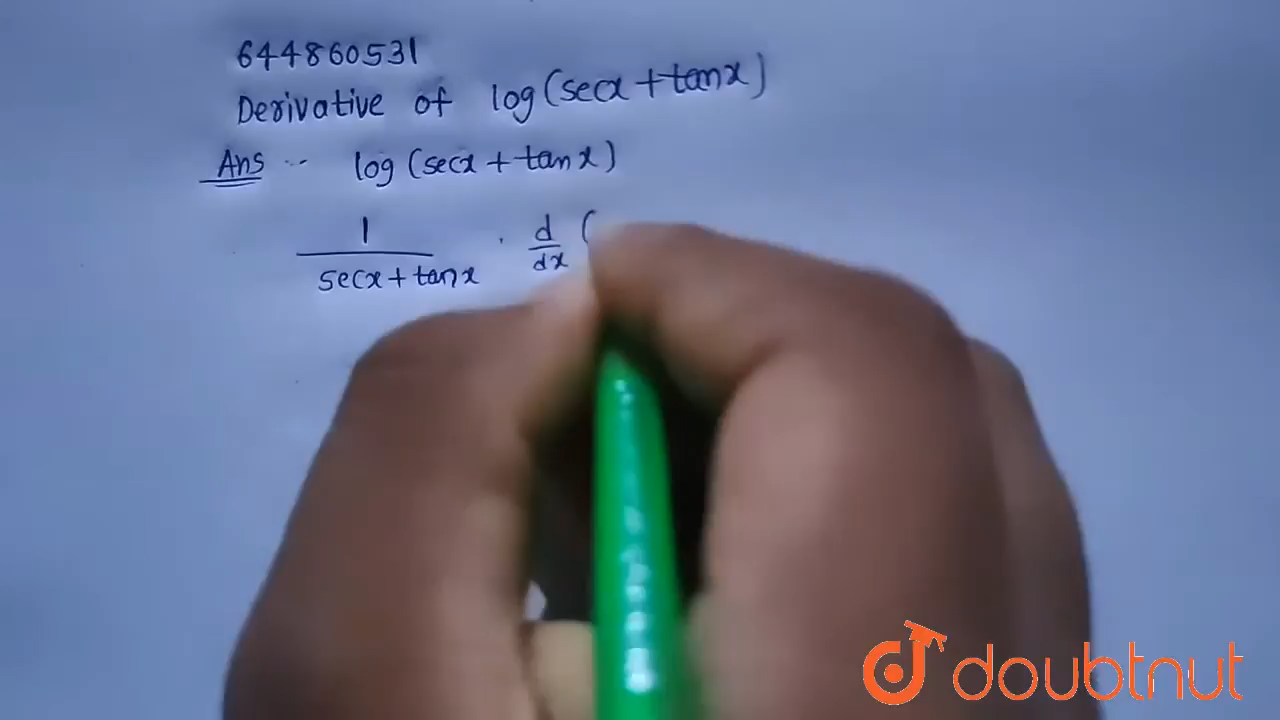 644860531
Derivative of log(secx+tanx)
Ans .. log(secx+tanx)
1
secx+tanx . d/dx (
doubtnut